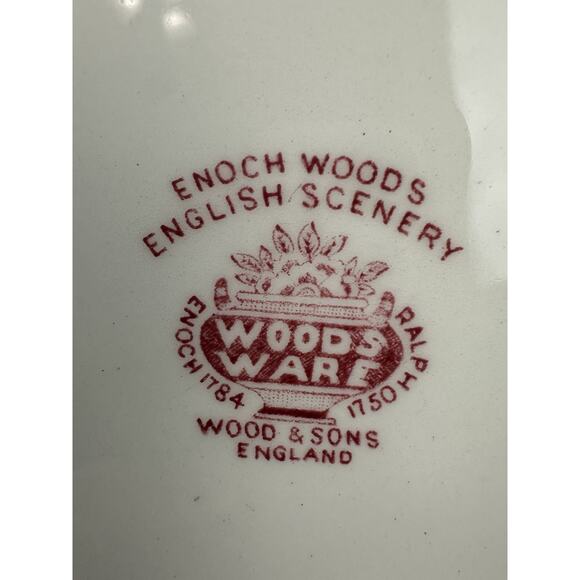 ENOCH WOODS
ENGLISH SCENERY
WOODS
WARE
ENOCH 1784
RALPH 1750
WOOD & SONS
ENGLAND